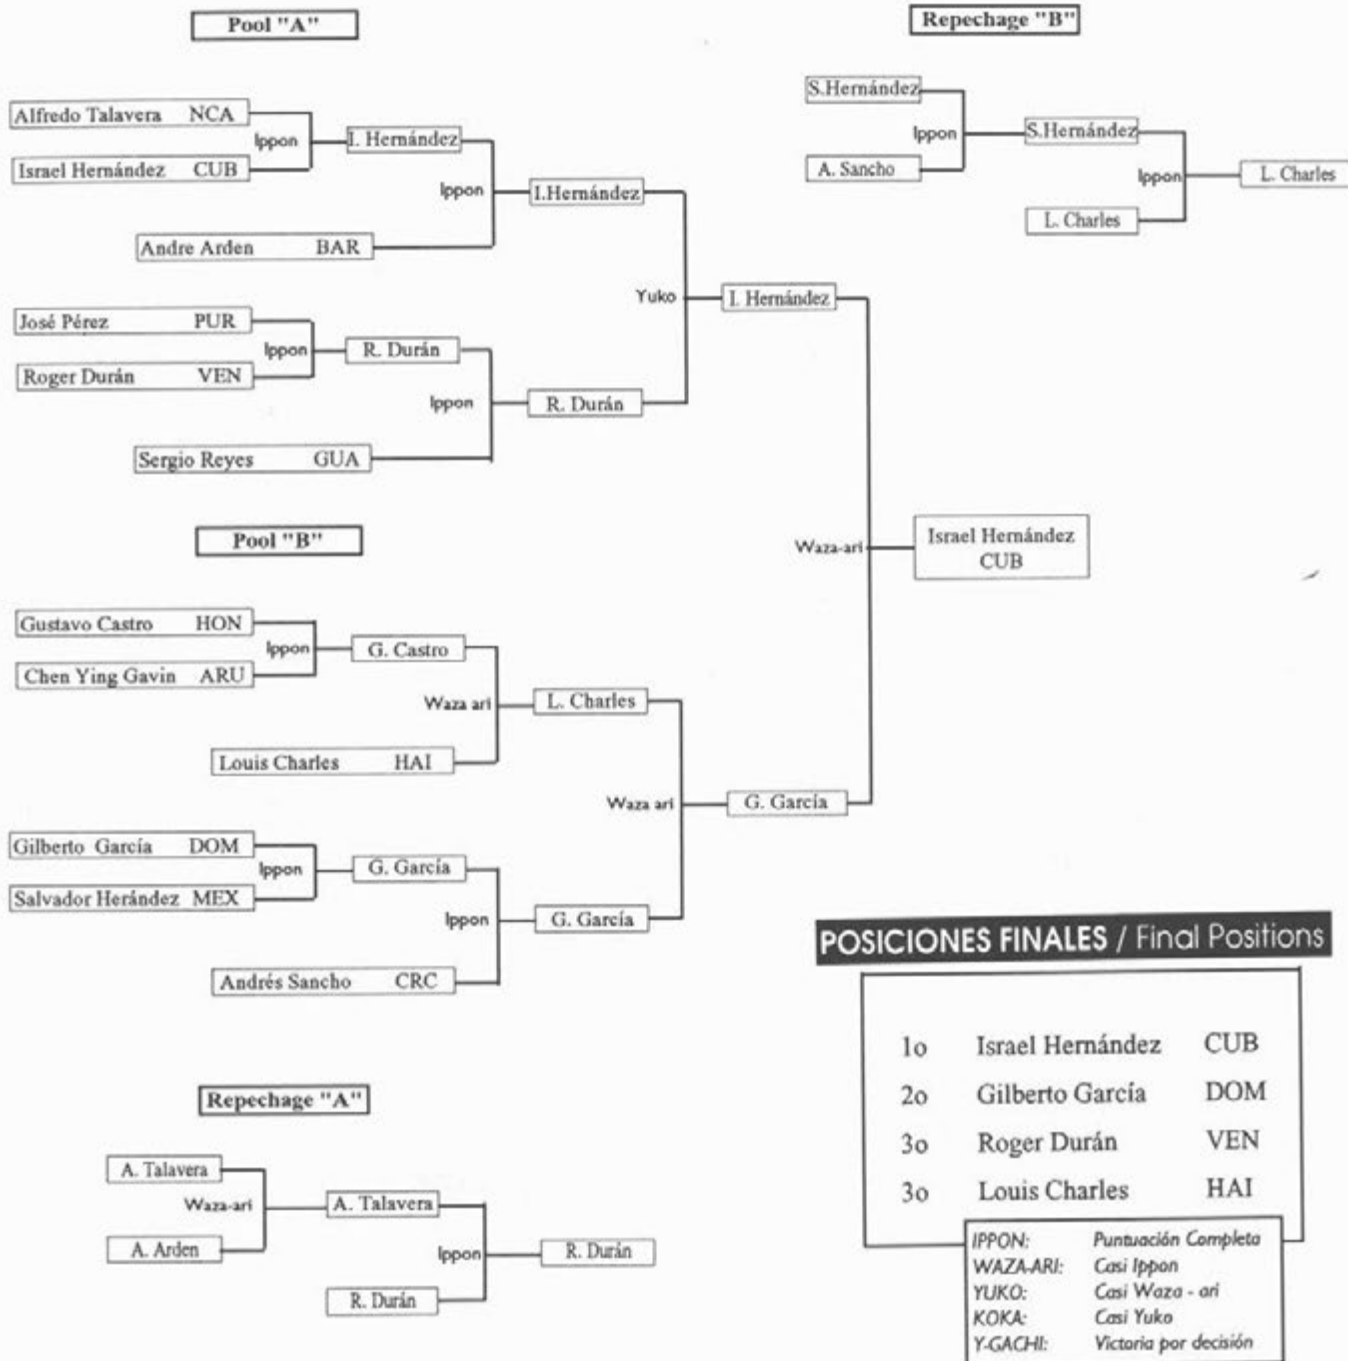 Pool "A"
Alfredo Talavera NCA
Ippon
Israel Hernández CUB
I. Hernández
Ippon
Andre Arden BAR
I.Hernández
José Pérez PUR
Ippon
Roger Durán VEN
R. Durán
Ippon
Sergio Reyes GUA
R. Durán
Yuko
I. Hernández
Pool "B"
Gustavo Castro HON
Ippon
Chen Ying Gavin ARU
G. Castro
Waza ari
Louis Charles HAI
L. Charles
Gilberto García DOM
Ippon
Salvador Herández MEX
G. García
Ippon
Andrés Sancho CRC
G. García
Waza ari
G. García
Waza-ari
Israel Hernández
CUB
Repechage "A"
A. Talavera
Waza-ari
A. Arden
A. Talavera
Ippon
R. Durán
R. Durán
Repechage "B"
S.Hernández
Ippon
A. Sancho
S.Hernández
Ippon
L. Charles
L. Charles
POSICIONES FINALES / Final Positions
1o Israel Hernández CUB
2o Gilberto García DOM
3o Roger Durán VEN
3o Louis Charles HAI
IPPON: Puntuación Completa
WAZA-ARI: Casi Ippon
YUKO: Casi Waza - ari
KOKA: Casi Yuko
Y-GACHI: Victoria por decisión